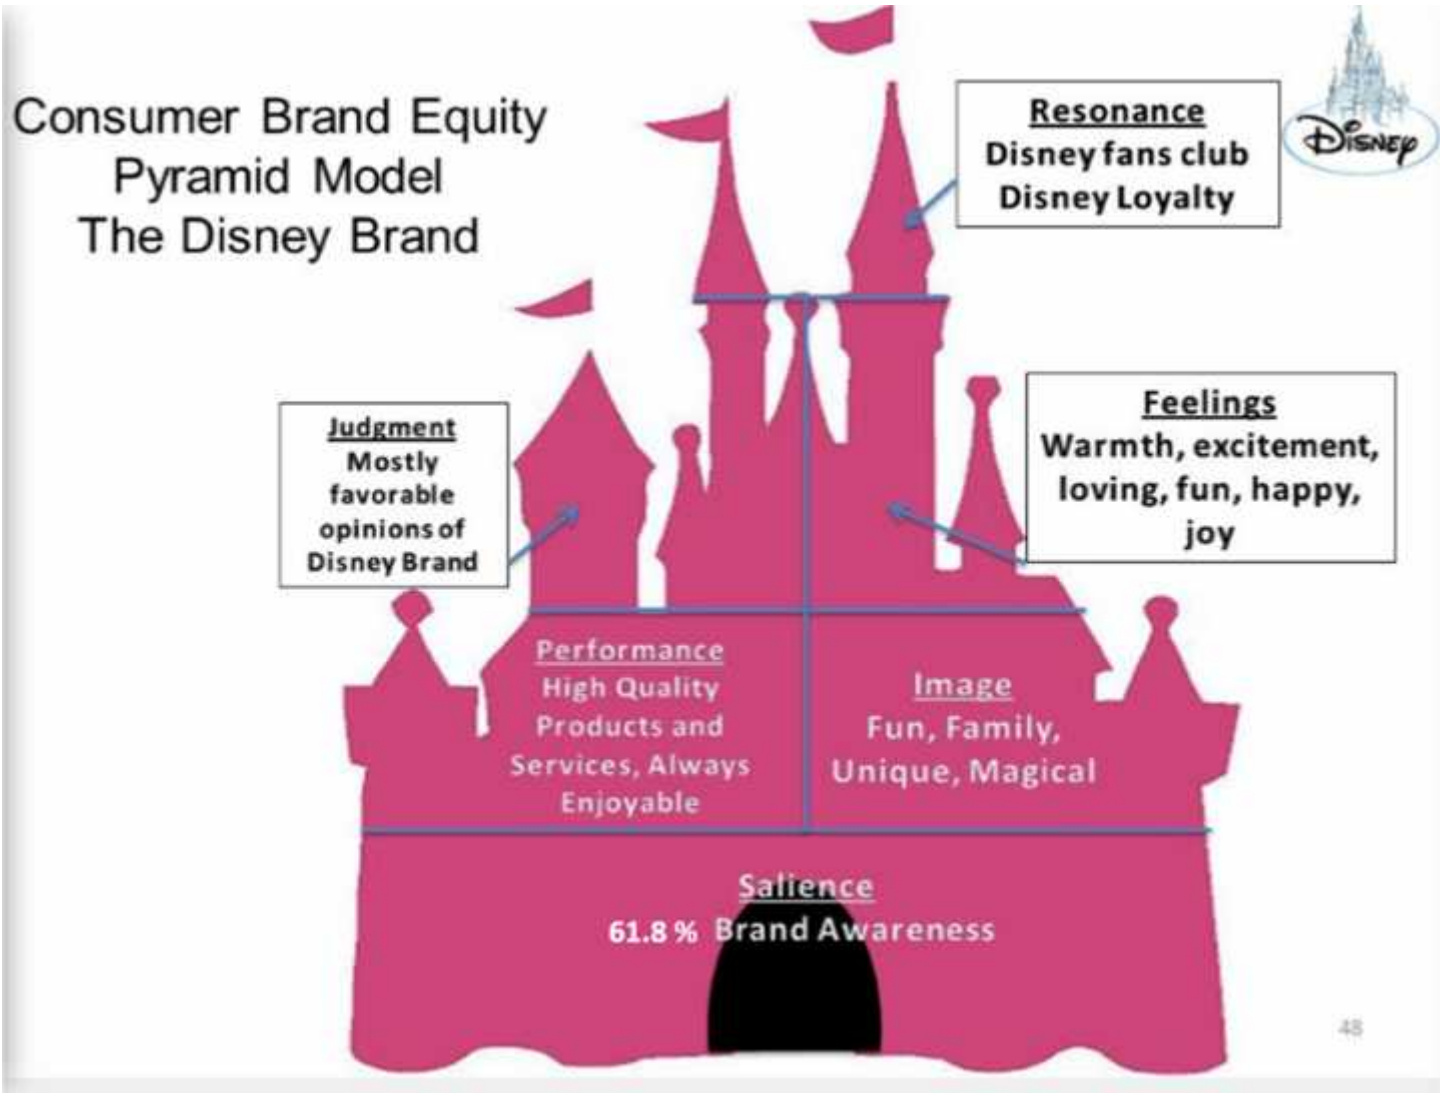 Consumer Brand Equity
Pyramid Model
The Disney Brand
Resonance
Disney fans club
Disney Loyalty
Disney
Judgment
Mostly
favorable
opinions of
Disney Brand
Feelings
Warmth, excitement,
loving, fun, happy,
joy
Performance
High Quality
Products and
Services, Always
Enjoyable
Image
Fun, Family,
Unique, Magical
Salience
61.8 % Brand Awareness
48